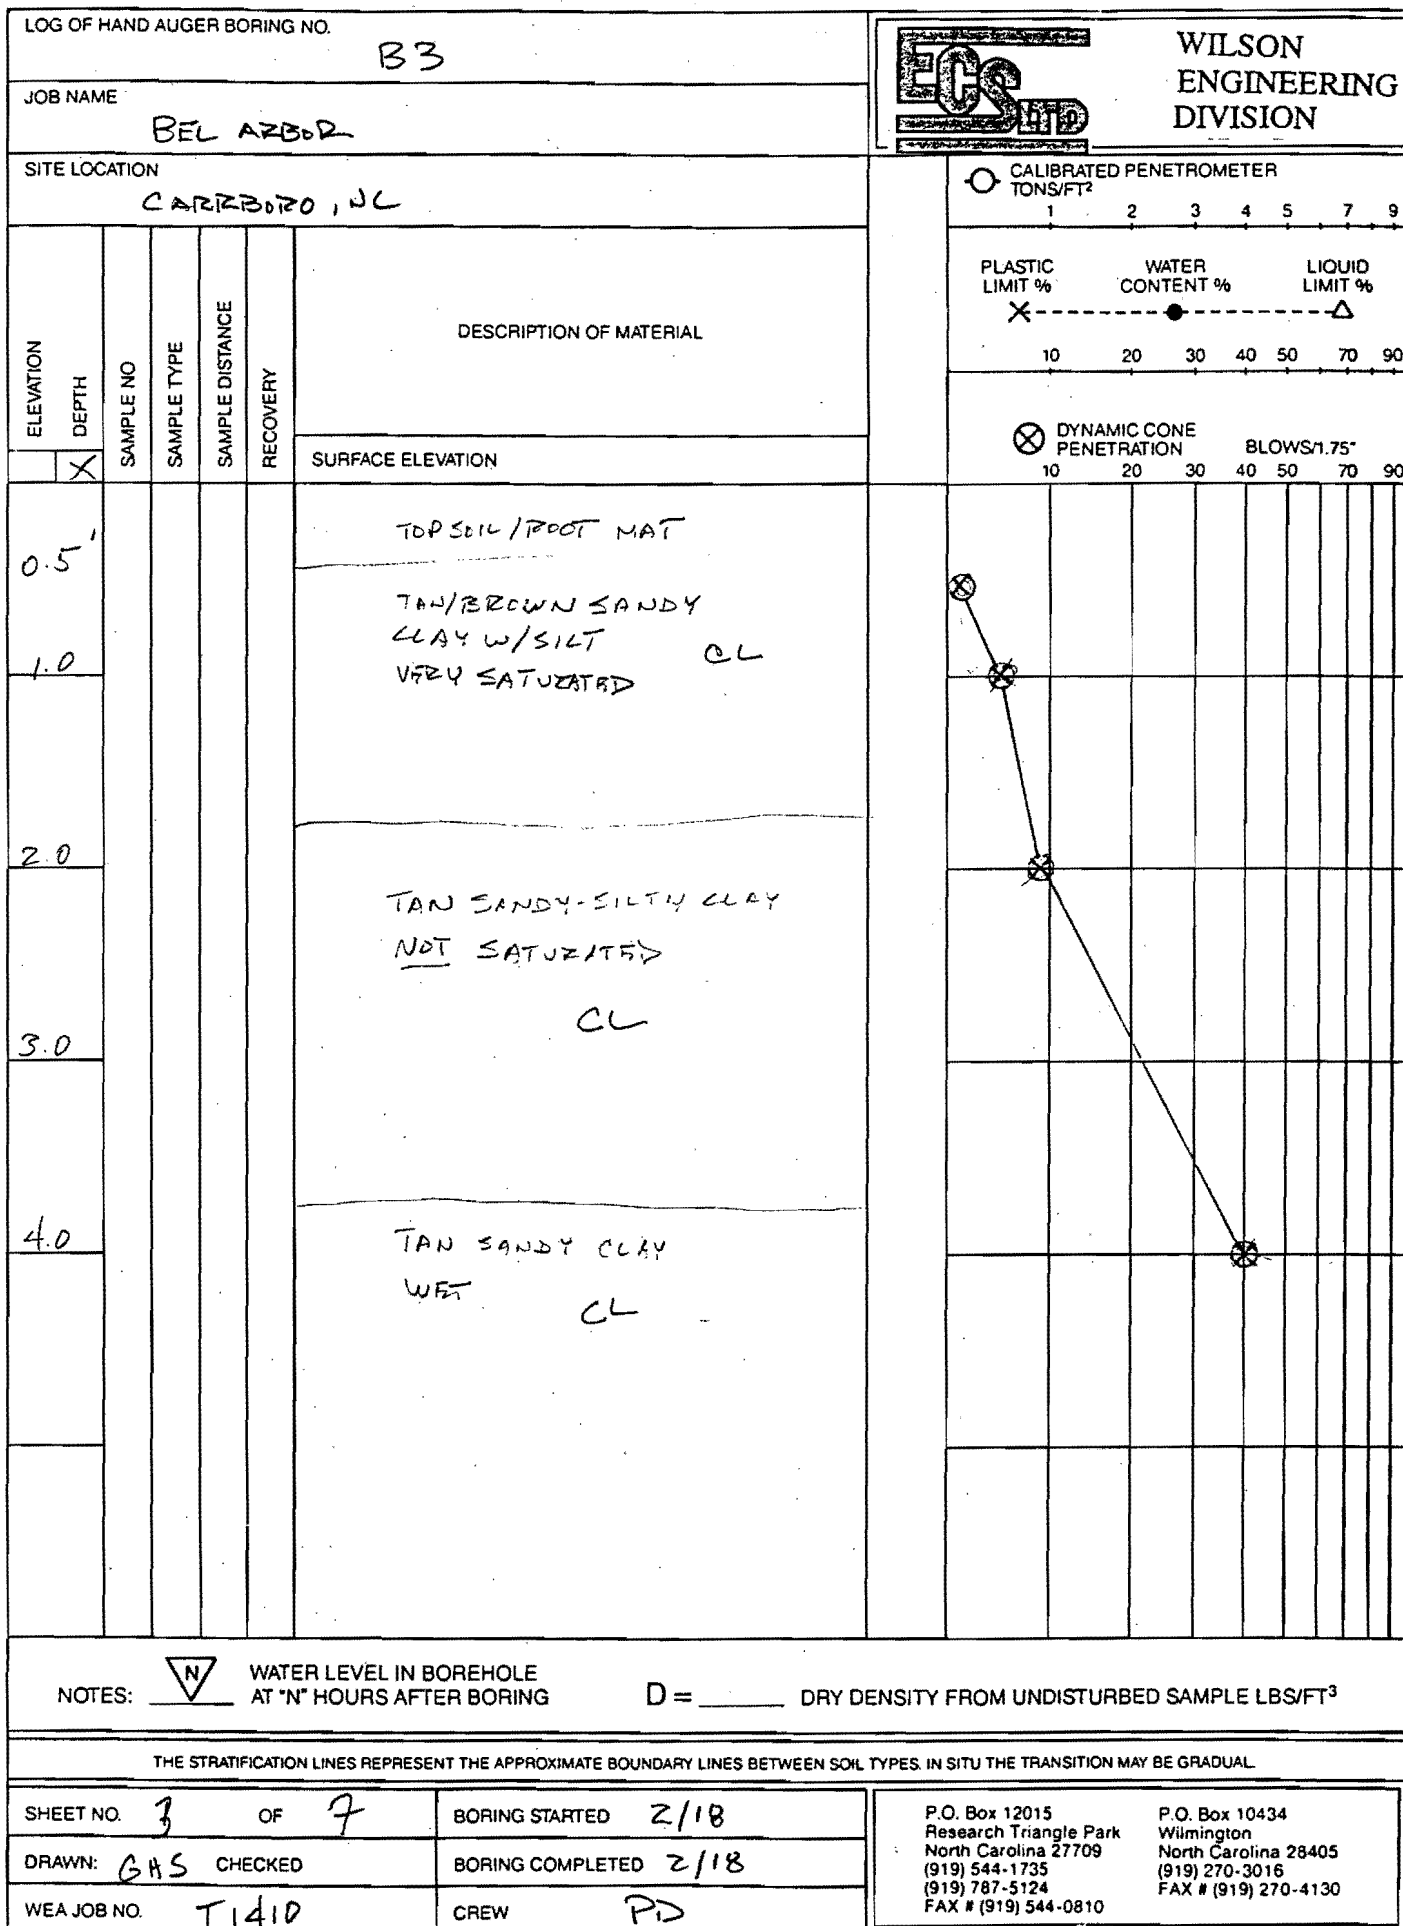 LOG OF HAND AUGER BORING NO.
B3
JOB NAME
BEL ARBOR
SITE LOCATION
CARRBORO, NC
ECS LTD
WILSON
ENGINEERING
DIVISION
CALIBRATED PENETROMETER
TONS/FT²
1 2 3 4 5 7 9
PLASTIC LIMIT %
WATER CONTENT %
LIQUID LIMIT %
10 20 30 40 50 70 90
DYNAMIC CONE
PENETRATION BLOWS/1.75"
10 20 30 40 50 70 90
ELEVATION
DEPTH
X
SAMPLE NO
SAMPLE TYPE
SAMPLE DISTANCE
RECOVERY
DESCRIPTION OF MATERIAL
SURFACE ELEVATION
TOPSOIL/ROOT MAT
0.5'
TAN/BROWN SANDY
CLAY W/SILT CL
1.0
VERY SATURATED
2.0
TAN SANDY-SILTY CLAY
NOT SATURATED
CL
3.0
4.0
TAN SANDY CLAY
WET CL
NOTES: N WATER LEVEL IN BOREHOLE
AT "N" HOURS AFTER BORING
D = ______ DRY DENSITY FROM UNDISTURBED SAMPLE LBS/FT³
THE STRATIFICATION LINES REPRESENT THE APPROXIMATE BOUNDARY LINES BETWEEN SOIL TYPES. IN SITU THE TRANSITION MAY BE GRADUAL
SHEET NO. 3 OF 7
BORING STARTED 2/18
DRAWN: GHS CHECKED
BORING COMPLETED 2/18
WEA JOB NO. T1410
CREW PD
P.O. Box 12015
Research Triangle Park
North Carolina 27709
(919) 544-1735
(919) 787-5124
FAX # (919) 544-0810
P.O. Box 10434
Wilmington
North Carolina 28405
(919) 270-3016
FAX # (919) 270-4130